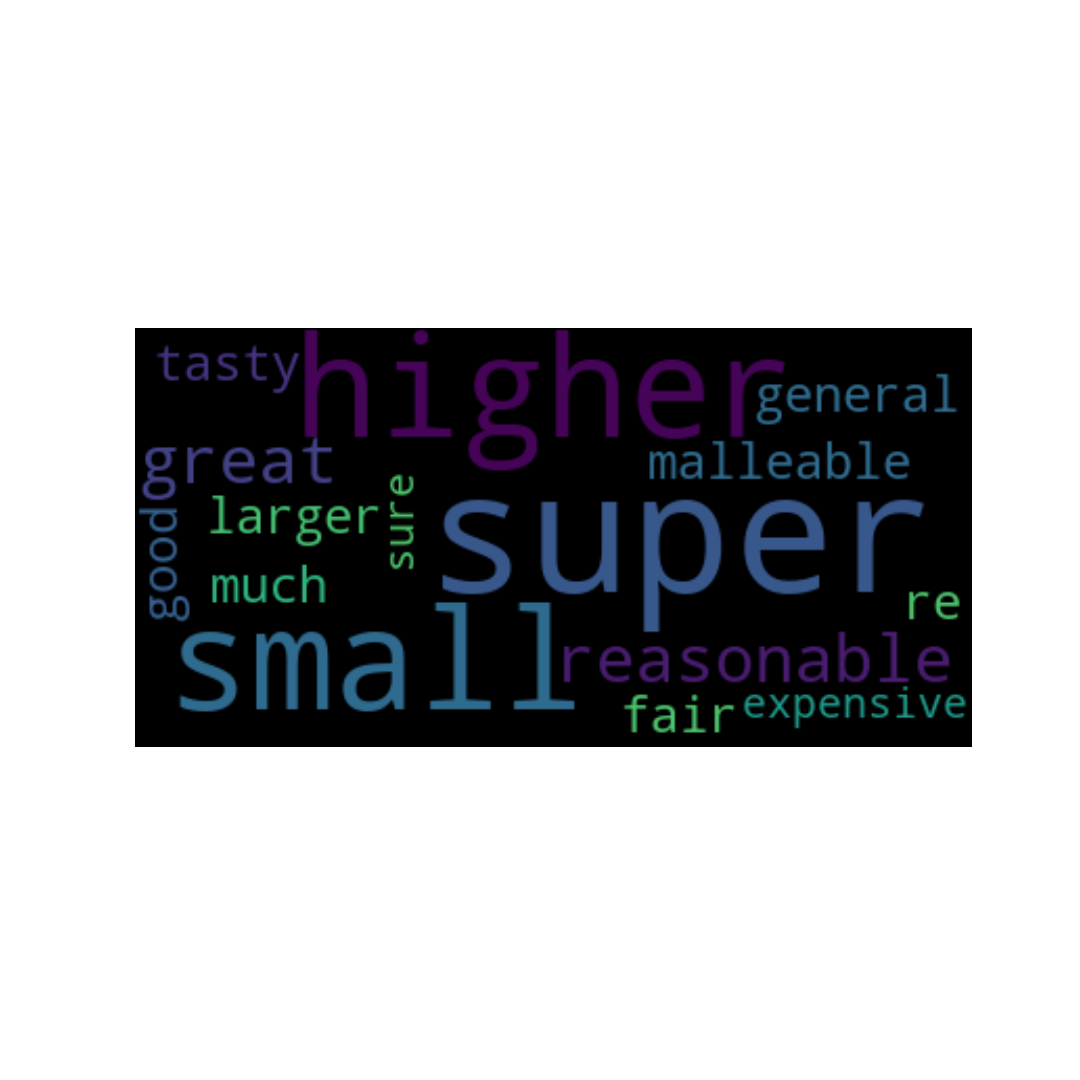 tasty
higher
general
great
malleable
larger
sure
super
good
much
re
small
reasonable
fair
expensive